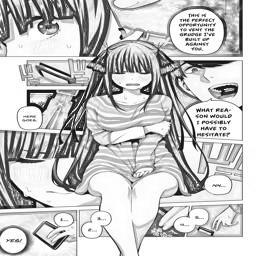 THIS IS
THE PERFECT
OPPORTUNITY
TO VENT THE
GRUDGE I'VE
BUILT UP
AGAINST
YOU.
WHAT REA-
SON WOULD
I POSSIBLY
HAVE TO
HESITATE?
HERE
GOES.
NN...
YES!